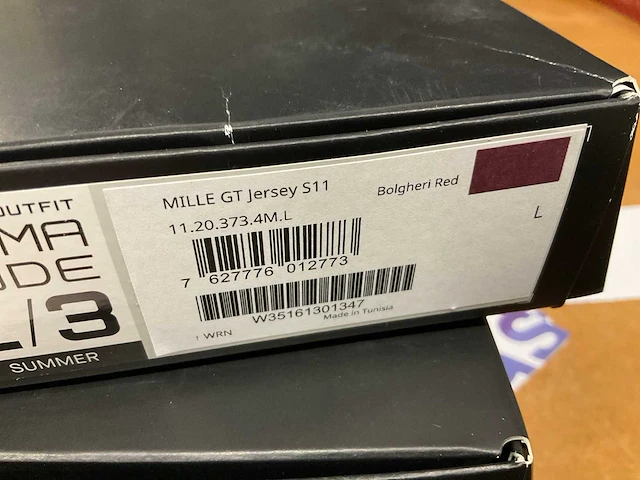 MILLE GT Jersey S11
Bolgheri Red
11.20.373.4M.L
L
7 627776 012773
W35161301347
Made in Tunisia
! WRN
OUTFIT
MA
ODE
/3
SUMMER